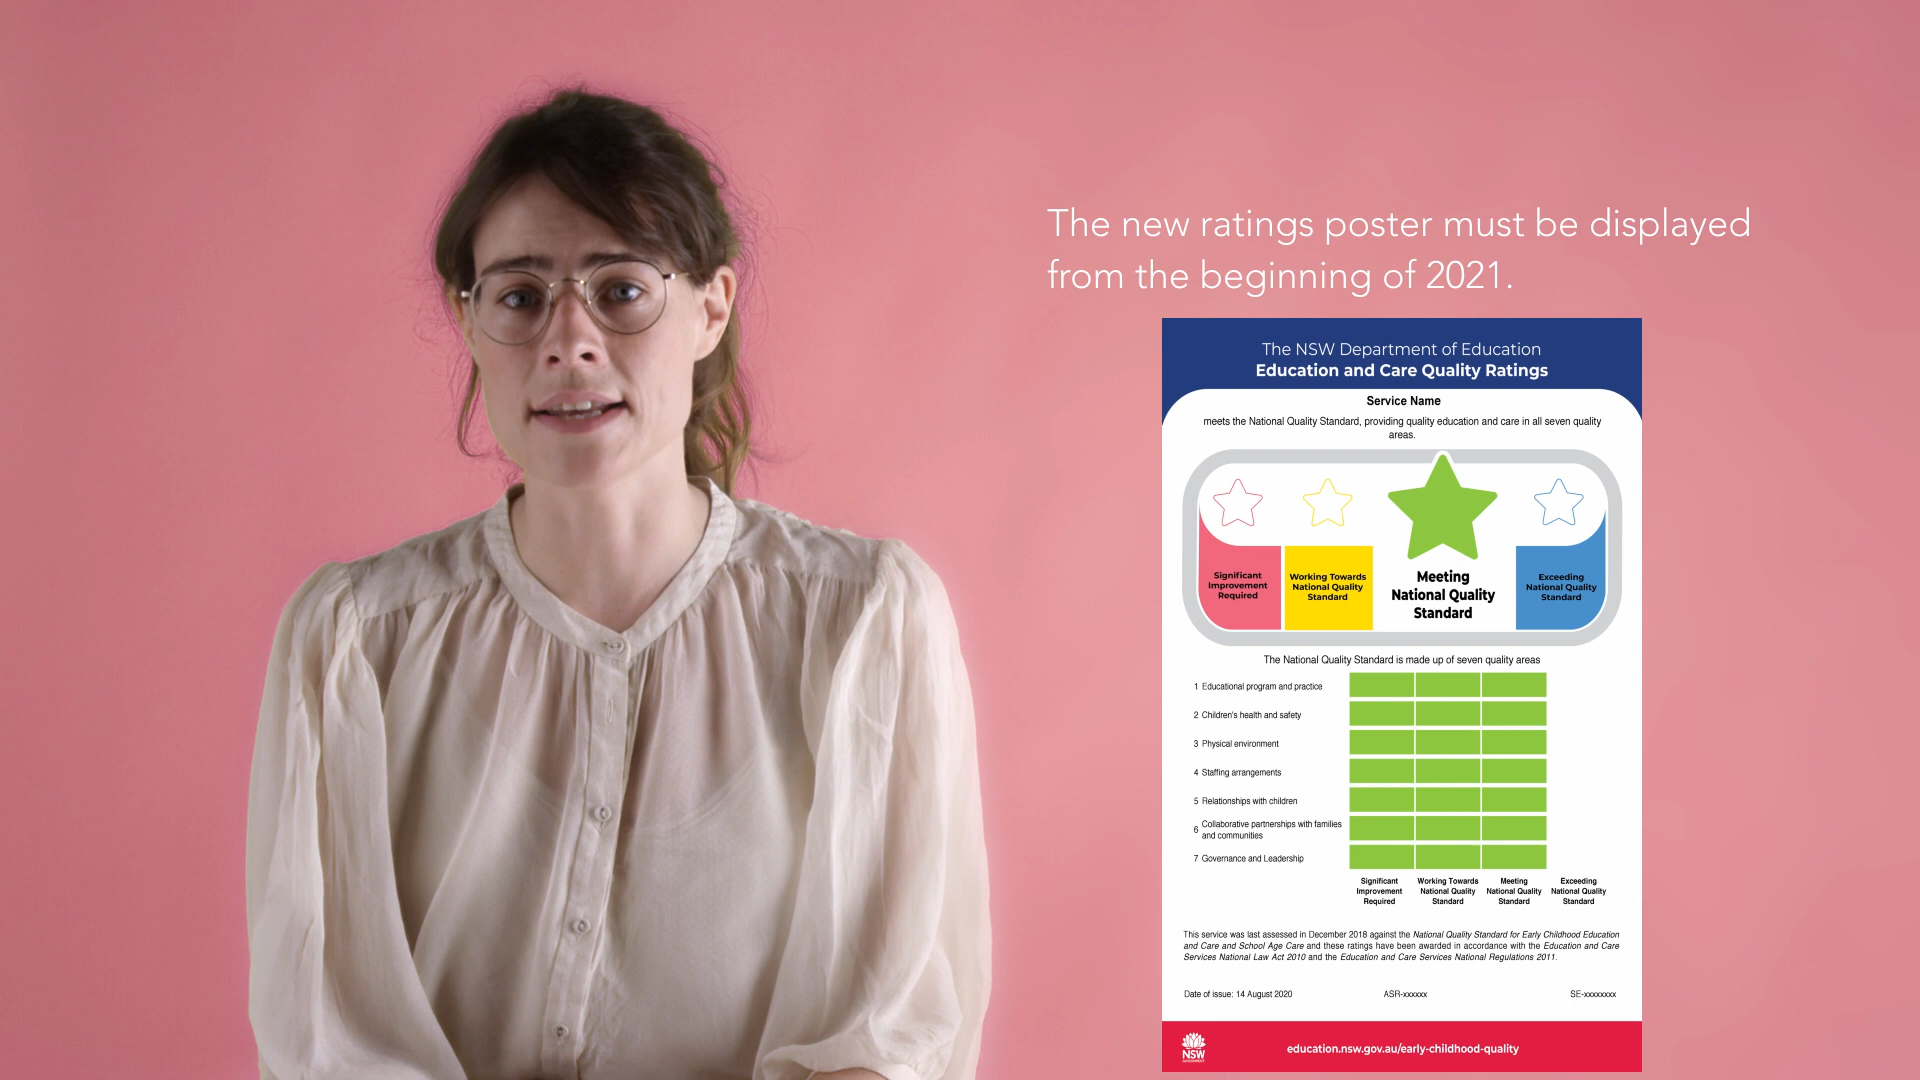 The new ratings poster must be displayed
from the beginning of 2021.
The NSW Department of Education
Education and Care Quality Ratings
Service Name
meets the National Quality Standard, providing quality education and care in all seven quality
areas.
Significant
Improvement
Required
Working Towards
National Quality
Standard
Meeting
National Quality
Standard
Exceeding
National Quality
Standard
The National Quality Standard is made up of seven quality areas
1 Educational program and practice
2 Children's health and safety
3 Physical environment
4 Staffing arrangements
5 Relationships with children
6 Collaborative partnerships with families
and communities
7 Governance and Leadership
Significant
Improvement
Required
Working Towards
National Quality
Standard
Meeting
National Quality
Standard
Exceeding
National Quality
Standard
This service was last assessed in December 2018 against the National Quality Standard for Early Childhood Education
and Care and School Age Care and these ratings have been awarded in accordance with the Education and Care
Services National Law Act 2010 and the Education and Care Services National Regulations 2011.
Date of issue: 14 August 2020 ASR-xxxxxx SE-xxxxxxxx
NSW
GOVERNMENT
education.nsw.gov.au/early-childhood-quality